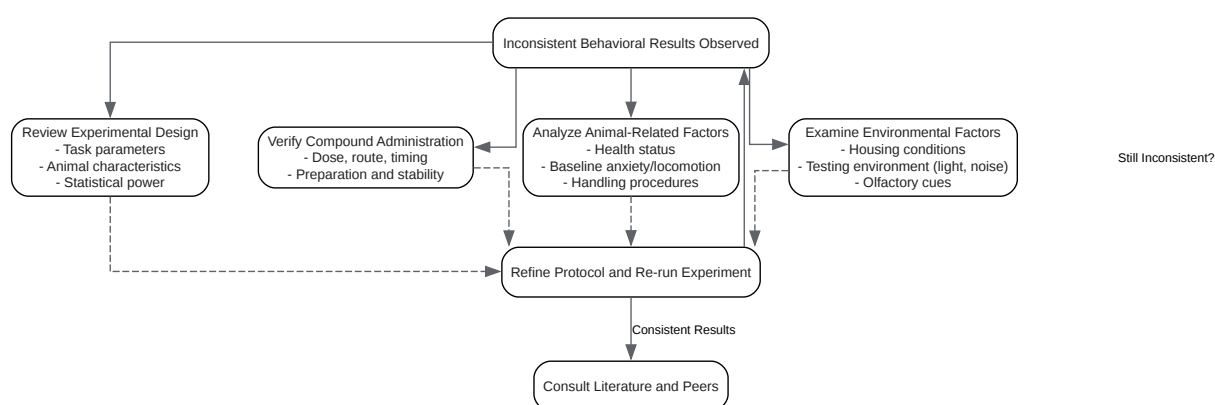 Inconsistent Behavioral Results Observed
Review Experimental Design
- Task parameters
- Animal characteristics
- Statistical power
Verify Compound Administration
- Dose, route, timing
- Preparation and stability
Analyze Animal-Related Factors
- Health status
- Baseline anxiety/locomotion
- Handling procedures
Examine Environmental Factors
- Housing conditions
- Testing environment (light, noise)
- Olfactory cues
Still Inconsistent?
Refine Protocol and Re-run Experiment
Consistent Results
Consult Literature and Peers